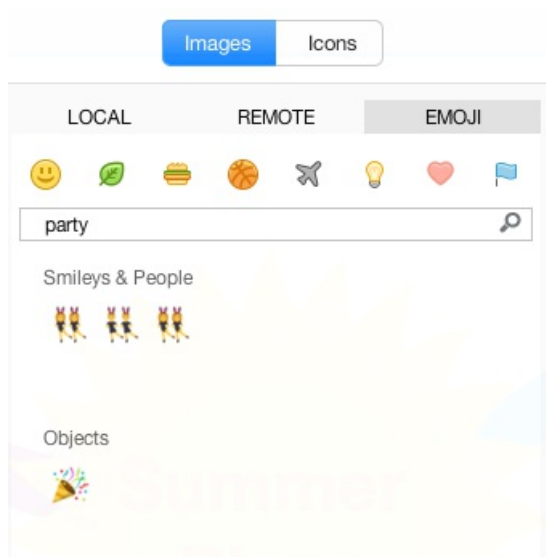 Images Icons
LOCAL REMOTE EMOJI
party
Smileys & People
Objects
Summer